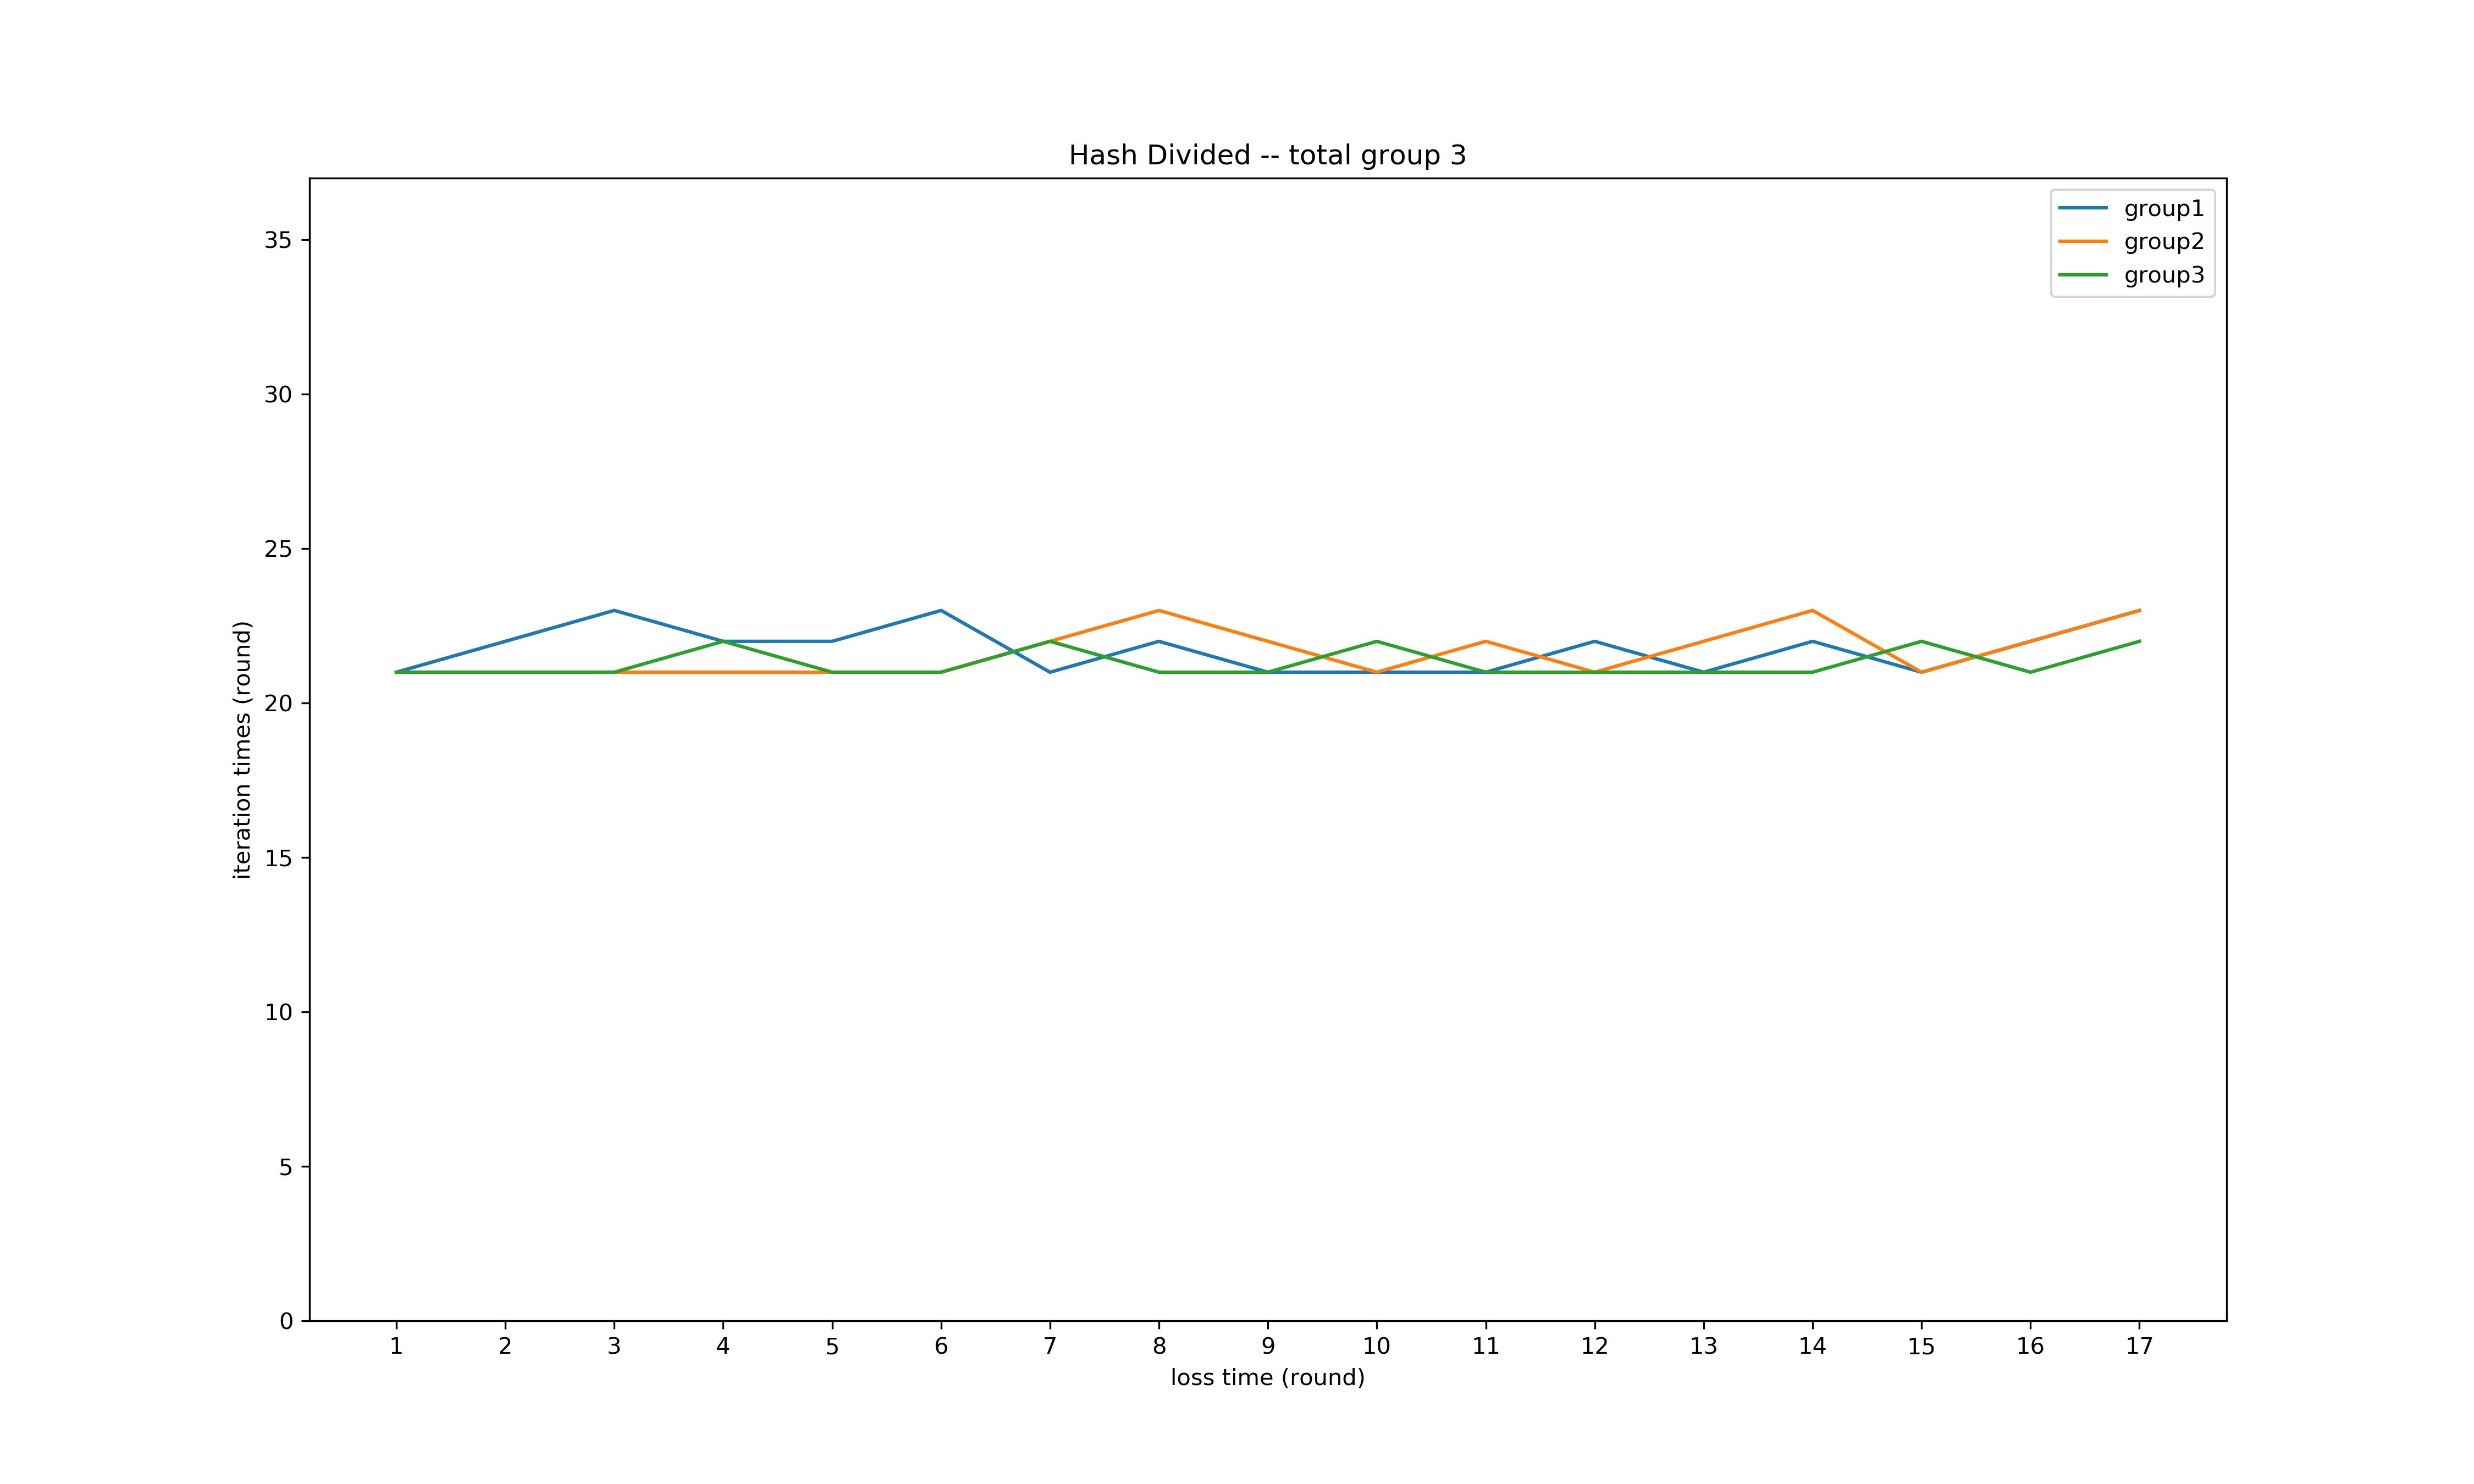 Hash Divided -- total group 3
group1
group2
group3
iteration times (round)
35
30
25
20
15
10
5
0
1 2 3 4 5 6 7 8 9 10 11 12 13 14 15 16 17
loss time (round)